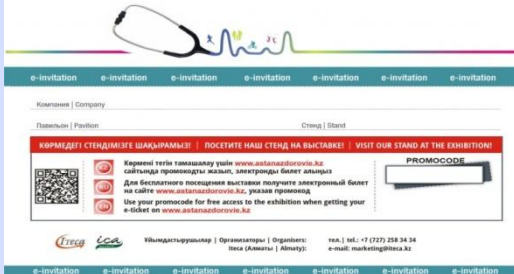 e-invitation e-invitation e-invitation e-invitation e-invitation e-invitation e-invitation
Компания | Company
Павильон | Pavilion Стенд | Stand
КӨРМЕДЕГІ СТЕНДІМІЗГЕ ШАҚЫРАМЫЗ! | ПОСЕТИТЕ НАШ СТЕНД НА ВЫСТАВКЕ! | VISIT OUR STAND AT THE EXHIBITION!
KZ
Көрмені тегін тамашалау үшін www.astanazdorovie.kz
сайтында промокодты жазып, электронды билет алыңыз
RU
Для бесплатного посещения выставки получите электронный билет
на сайте www.astanazdorovie.kz, указав промокод
EN
Use your promocode for free access to the exhibition when getting your
e-ticket on www.astanazdorovie.kz
PROMOCODE
Iteca ica
Ұйымдастырушылар | Организаторы | Organisers:
Iteca (Алматы | Almaty):
тел.| tel.: +7 (727) 258 34 34
e-mail: marketing@iteca.kz
e-invitation e-invitation e-invitation e-invitation e-invitation e-invitation e-invitation